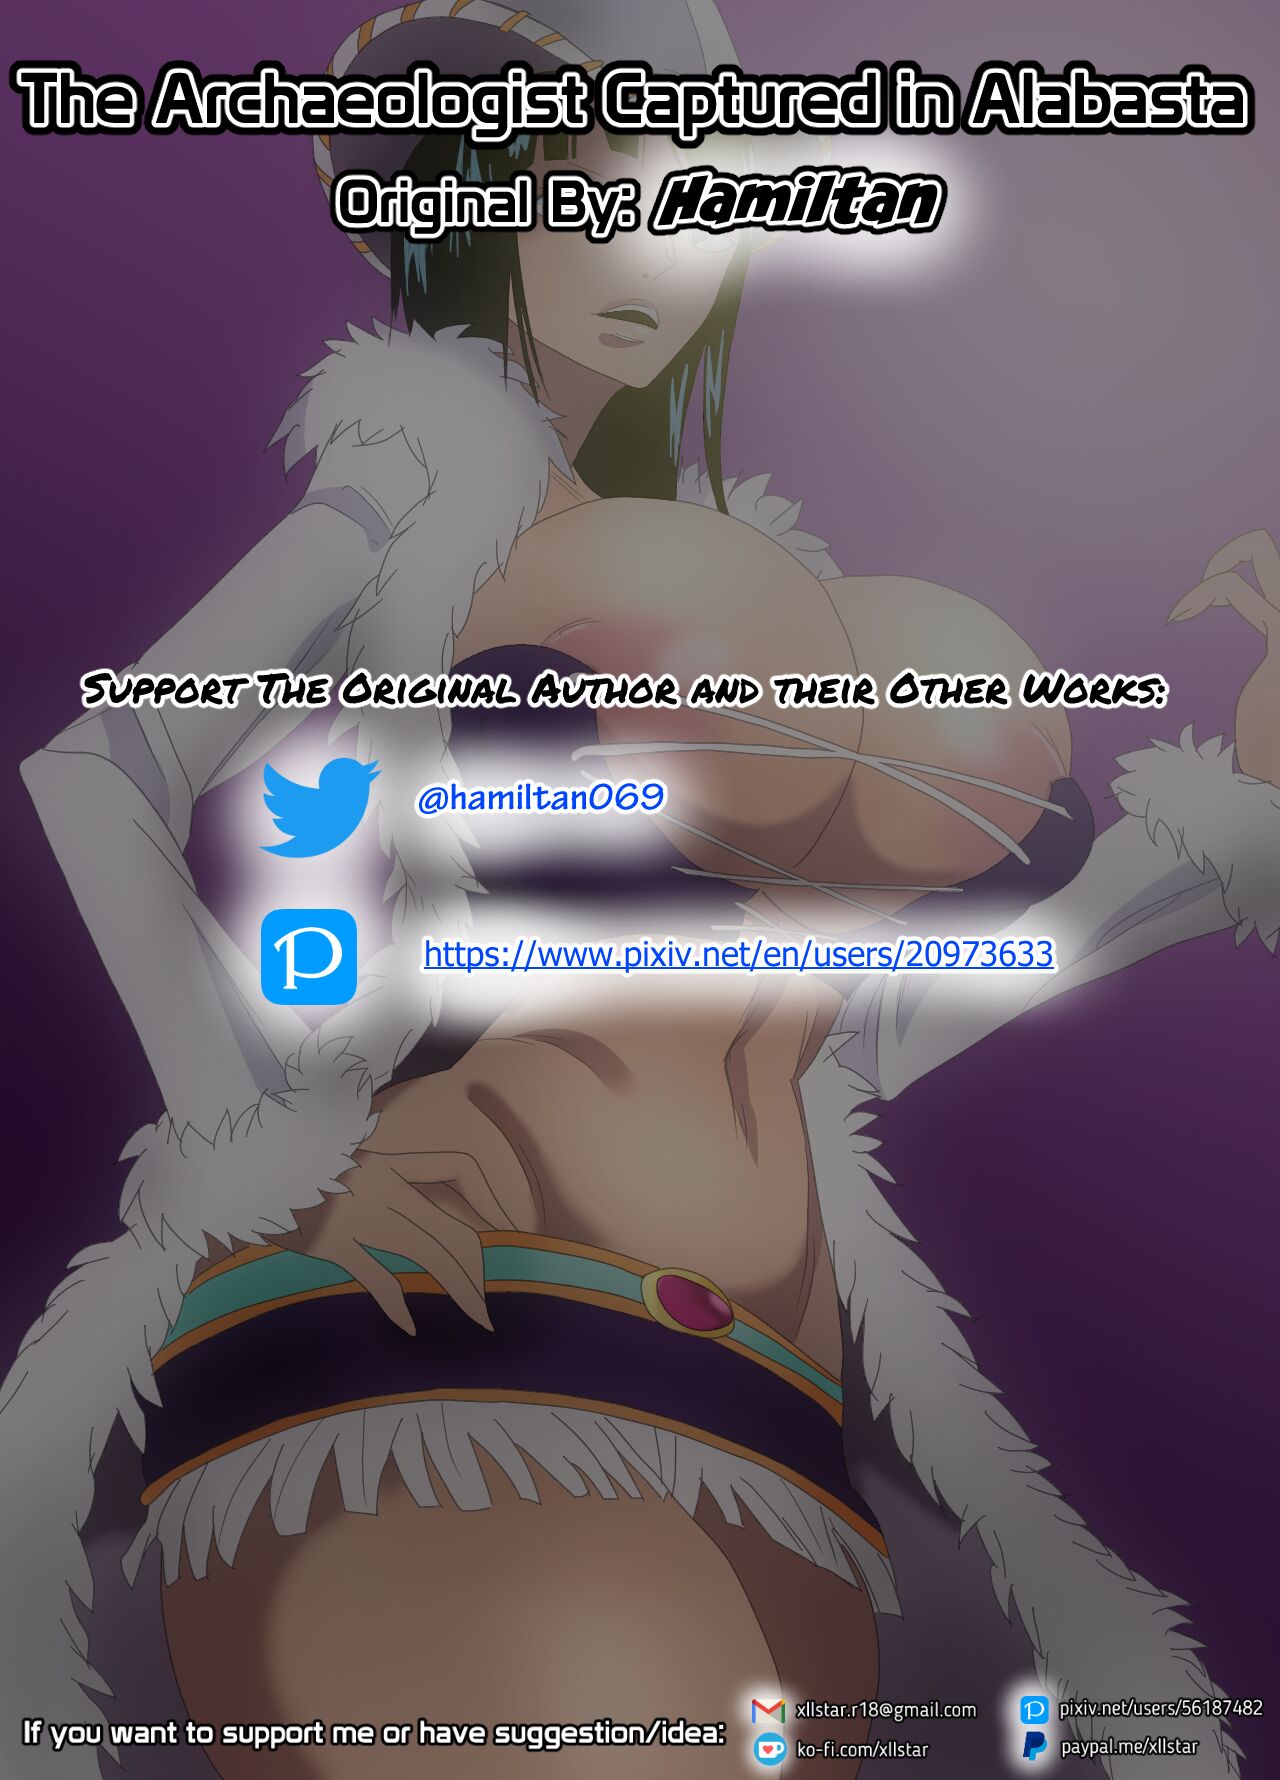 The Archaeologist Captured in Alabasta
Original By: Hamiltan
Support The Original Author and their Other Works:
@hamiltan069
https://www.pixiv.net/en/users/20973633
If you want to support me or have suggestion/idea:
xllstar.r18@gmail.com
pixiv.net/users/56187482
ko-fi.com/xllstar
paypal.me/xllstar